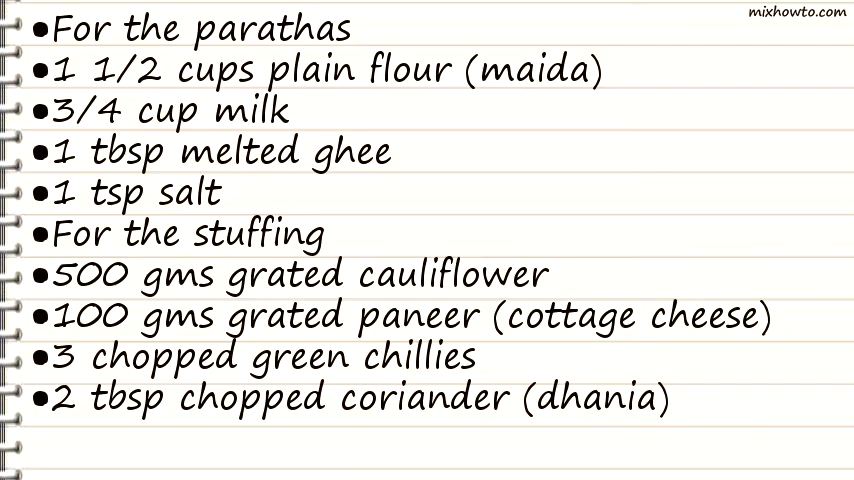 mixhowto.com
•For the parathas
•1 1/2 cups plain flour (maida)
•3/4 cup milk
•1 tbsp melted ghee
•1 tsp salt
•For the stuffing
•500 gms grated cauliflower
•100 gms grated paneer (cottage cheese)
•3 chopped green chillies
•2 tbsp chopped coriander (dhania)